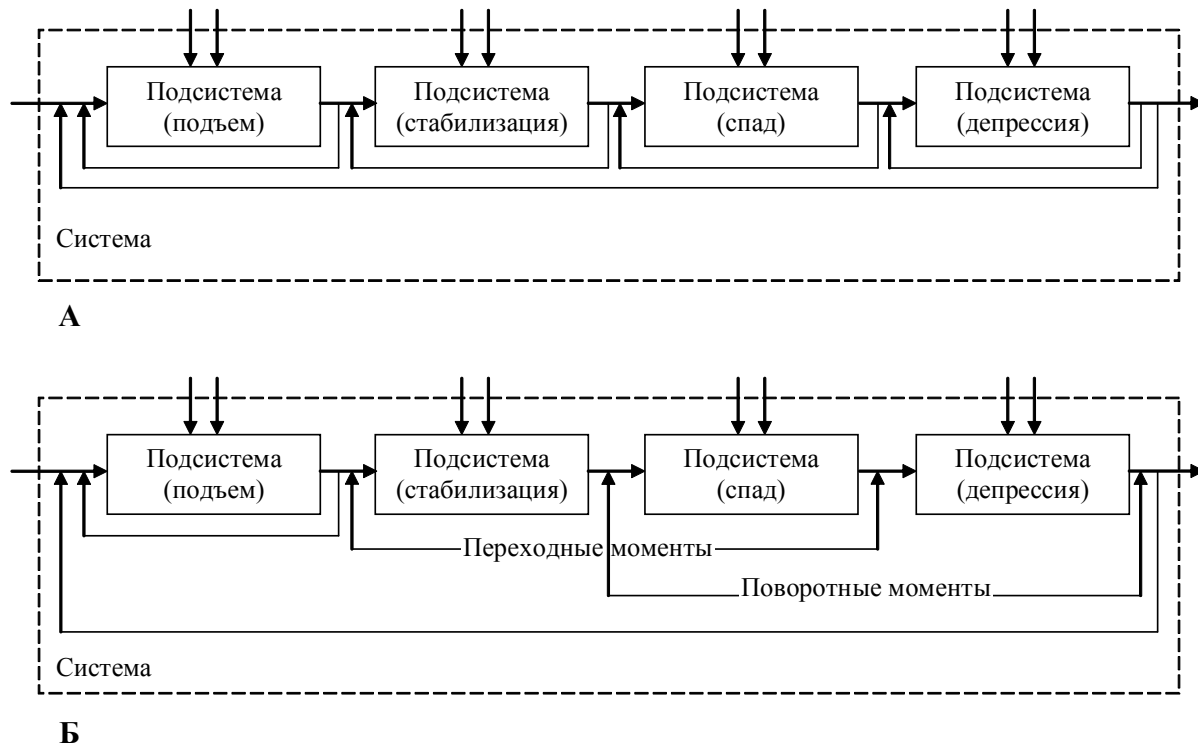 Подсистема
(подъем)
Подсистема
(стабилизация)
Подсистема
(спад)
Подсистема
(депрессия)
Система
А
Подсистема
(подъем)
Подсистема
(стабилизация)
Подсистема
(спад)
Подсистема
(депрессия)
Переходные моменты
Поворотные моменты
Система
Б